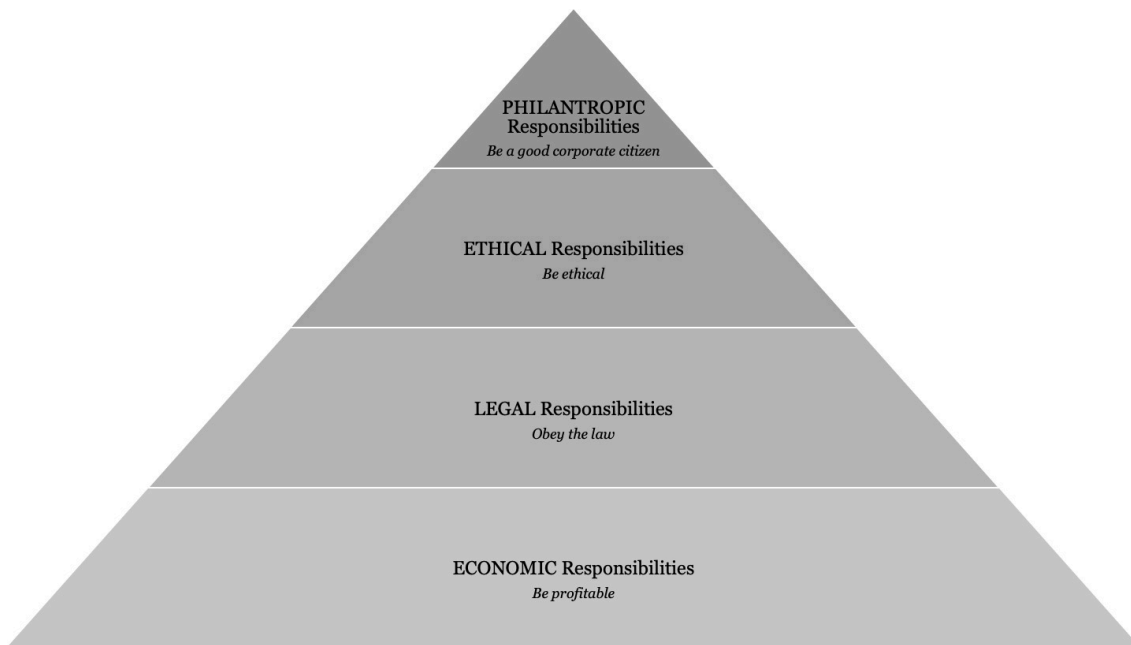 PHILANTROPIC
Responsibilities
Be a good corporate citizen
ETHICAL Responsibilities
Be ethical
LEGAL Responsibilities
Obey the law
ECONOMIC Responsibilities
Be profitable